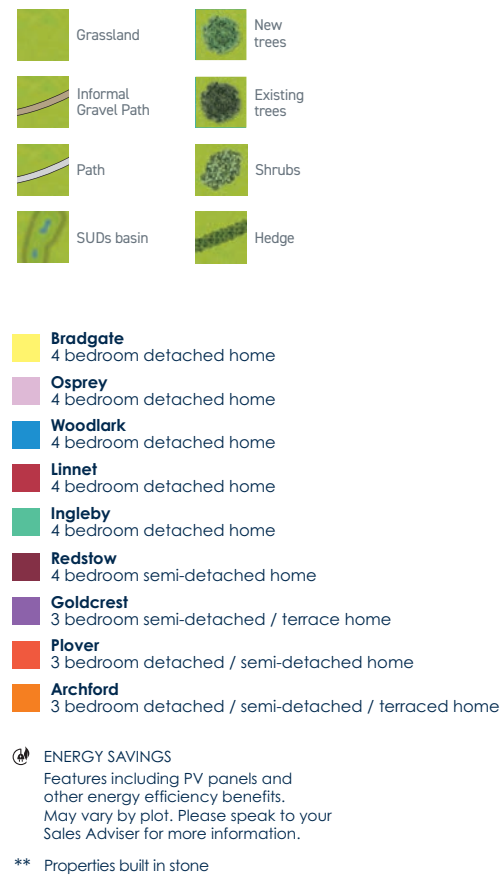 Grassland
New
trees
Informal
Gravel Path
Existing
trees
Path
Shrubs
SUDs basin
Hedge
Bradgate
4 bedroom detached home
Osprey
4 bedroom detached home
Woodlark
4 bedroom detached home
Linnet
4 bedroom detached home
Ingleby
4 bedroom detached home
Redstow
4 bedroom semi-detached home
Goldcrest
3 bedroom semi-detached / terrace home
Plover
3 bedroom detached / semi-detached home
Archford
3 bedroom detached / semi-detached / terraced home
ENERGY SAVINGS
Features including PV panels and
other energy efficiency benefits.
May vary by plot. Please speak to your
Sales Adviser for more information.
** Properties built in stone